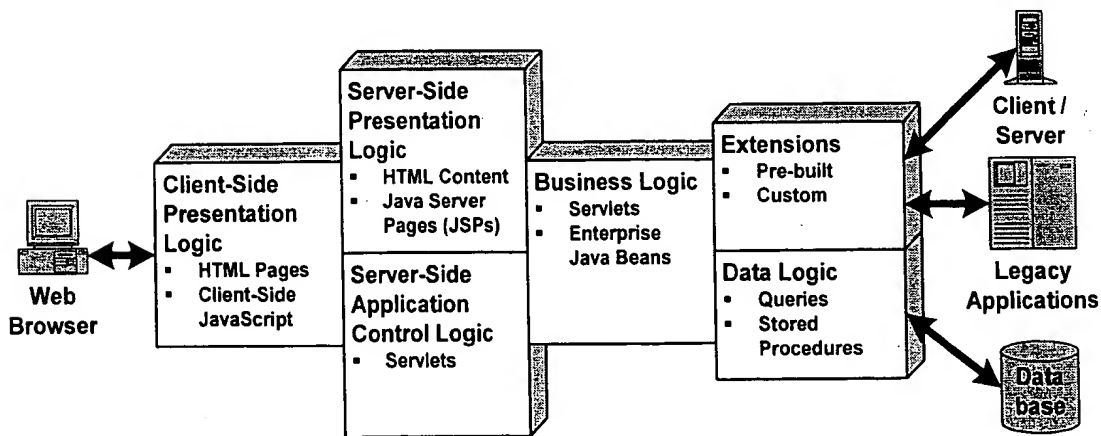 Web
Browser
Client-Side
Presentation
Logic
▪ HTML Pages
▪ Client-Side
JavaScript
Server-Side
Presentation
Logic
▪ HTML Content
▪ Java Server
Pages (JSPs)
Server-Side
Application
Control Logic
▪ Servlets
Business Logic
▪ Servlets
▪ Enterprise
Java Beans
Extensions
▪ Pre-built
▪ Custom
Data Logic
▪ Queries
▪ Stored
Procedures
Client /
Server
Legacy
Applications
Data
base